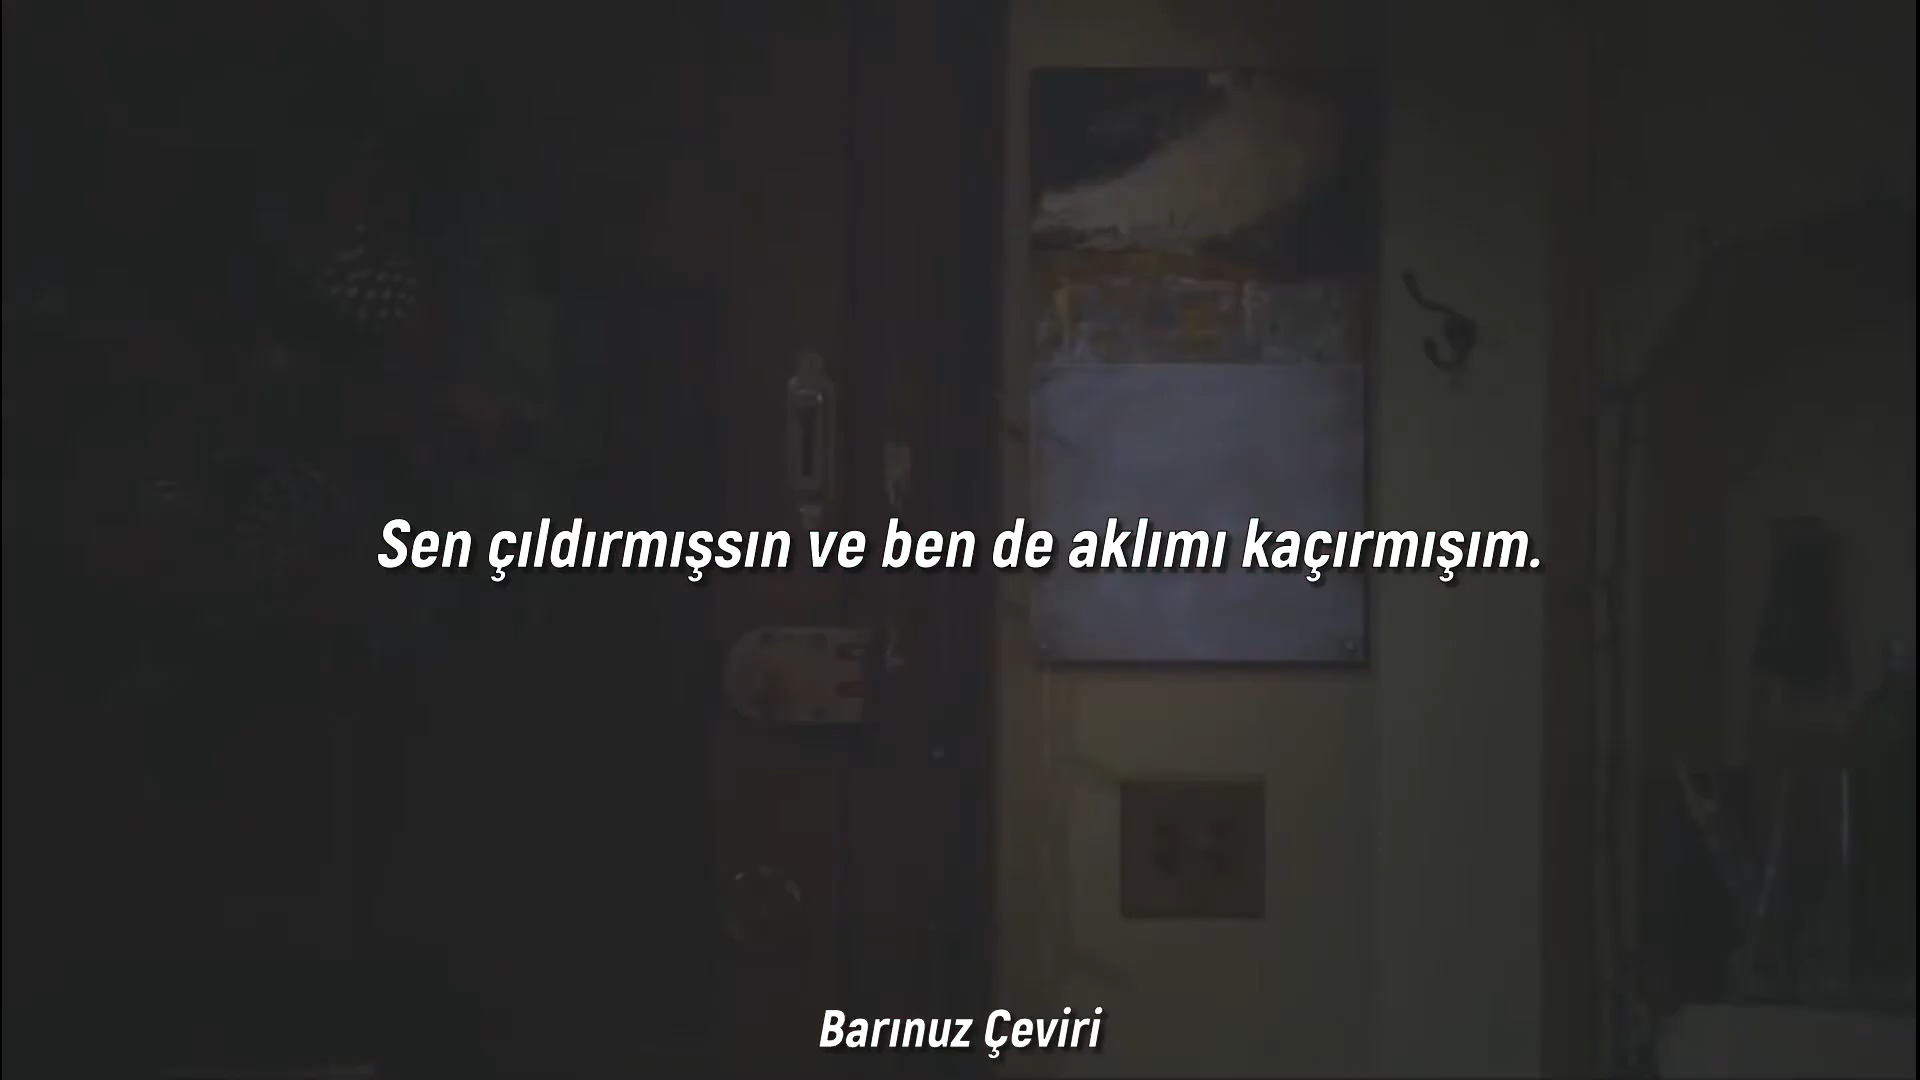 Sen çıldırmışsın ve ben de aklımı kaçırmışım.
Barınuz Çeviri